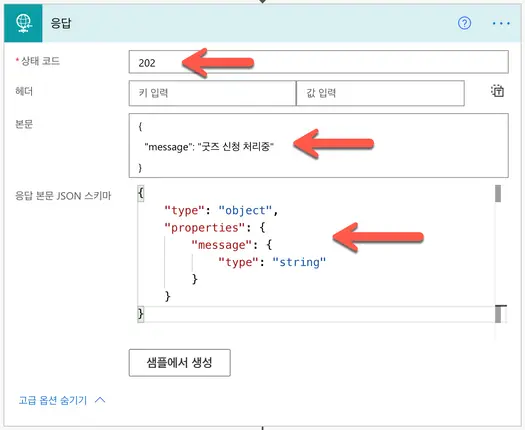 응답
*상태 코드
202
헤더
키 입력
값 입력
본문
{
"message": "굿즈 신청 처리중"
}
응답 본문 JSON 스키마
{
"type": "object",
"properties": {
"message": {
"type": "string"
}
}
}
샘플에서 생성
고급 옵션 숨기기